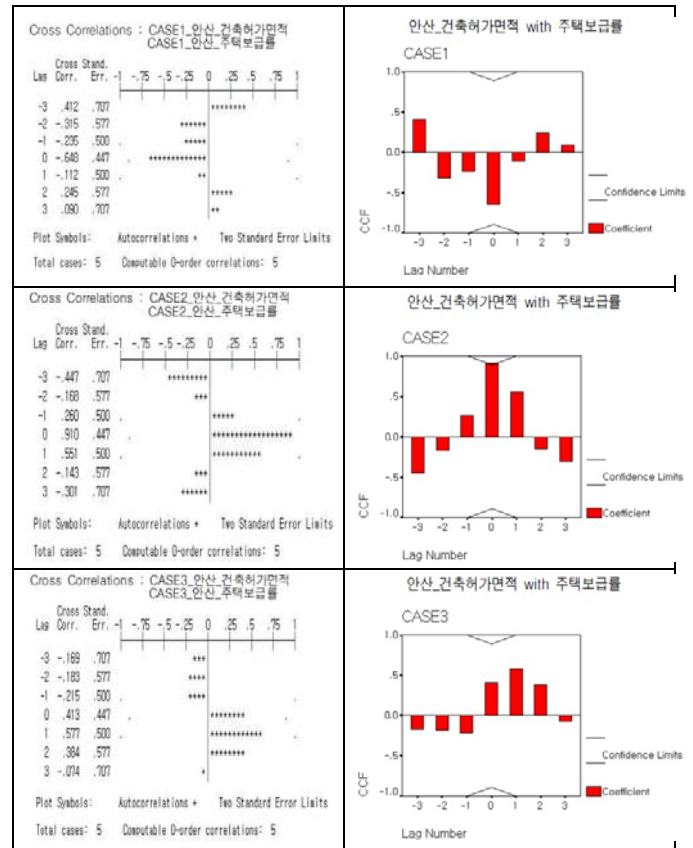 Cross Correlations : CASE1_안산_건축허가면적
CASE1_안산_주택보급률
Cross Stand.
Lag Corr. Err. -1 -.75 -.5 -.25 0 .25 .5 .75 1
-3 .412 .707
-2 -.315 .577
-1 -.235 .500
0 -.648 .447
1 -.112 .500
2 .245 .577
3 .090 .707
Plot Symbols: Autocorrelations * Two Standard Error Limits .
Total cases: 5 Computable 0-order correlations: 5
안산_건축허가면적 with 주택보급률
CASE1
1.0
.5
0.0
-.5
-1.0
CCF
-3 -2 -1 0 1 2 3
Lag Number
Confidence Limits
Coefficient
Cross Correlations : CASE2_안산_건축허가면적
CASE2_안산_주택보급률
Cross Stand.
Lag Corr. Err. -1 -.75 -.5 -.25 0 .25 .5 .75 1
-3 -.447 .707
-2 -.168 .577
-1 .260 .500
0 .910 .447
1 .551 .500
2 -.143 .577
3 -.301 .707
Plot Symbols: Autocorrelations * Two Standard Error Limits
Total cases: 5 Computable 0-order correlations: 5
안산_건축허가면적 with 주택보급률
CASE2
1.0
.5
0.0
-.5
-1.0
CCF
-3 -2 -1 0 1 2 3
Lag Number
Confidence Limits
Coefficient
Cross Correlations : CASE3_안산_건축허가면적
CASE3_안산_주택보급률
Cross Stand.
Lag Corr. Err. -1 -.75 -.5 -.25 0 .25 .5 .75 1
-3 -.169 .707
-2 -.183 .577
-1 -.215 .500
0 .413 .447
1 .577 .500
2 .384 .577
3 -.074 .707
Plot Symbols: Autocorrelations * Two Standard Error Limits
Total cases: 5 Computable 0-order correlations: 5
안산_건축허가면적 with 주택보급률
CASE3
1.0
.5
0.0
-.5
-1.0
CCF
-3 -2 -1 0 1 2 3
Lag Number
Confidence Limits
Coefficient